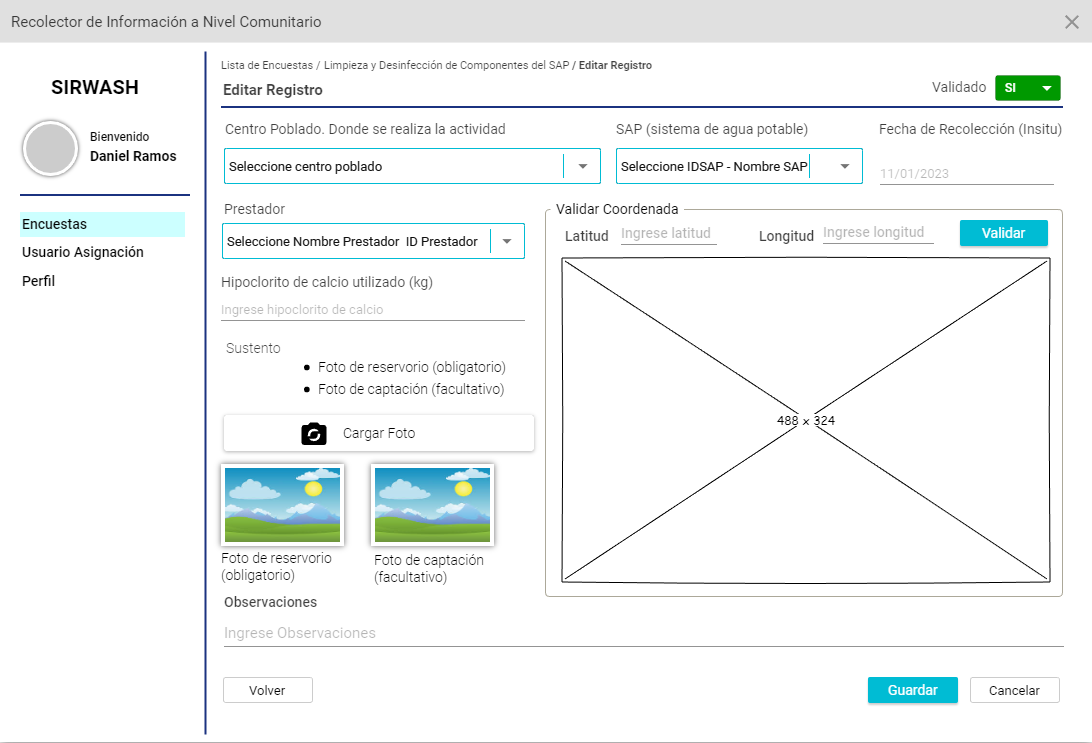 Recolector de Información a Nivel Comunitario
SIRWASH
Bienvenido
Daniel Ramos
Encuestas
Usuario Asignación
Perfil
Lista de Encuestas / Limpieza y Desinfección de Componentes del SAP / Editar Registro
Editar Registro
Validado
SI
Centro Poblado. Donde se realiza la actividad
SAP (sistema de agua potable)
Fecha de Recolección (Insitu)
Seleccione centro poblado
Seleccione IDSAP - Nombre SAP
11/01/2023
Prestador
Seleccione Nombre Prestador ID Prestador
Hipoclorito de calcio utilizado (kg)
Ingrese hipoclorito de calcio
Sustento
• Foto de reservorio (obligatorio)
• Foto de captación (facultativo)
Cargar Foto
Foto de reservorio
(obligatorio)
Foto de captación
(facultativo)
Validar Coordenada
Latitud
Ingrese latitud
Longitud
Ingrese longitud
Validar
488 x 324
Observaciones
Ingrese Observaciones
Volver
Guardar
Cancelar